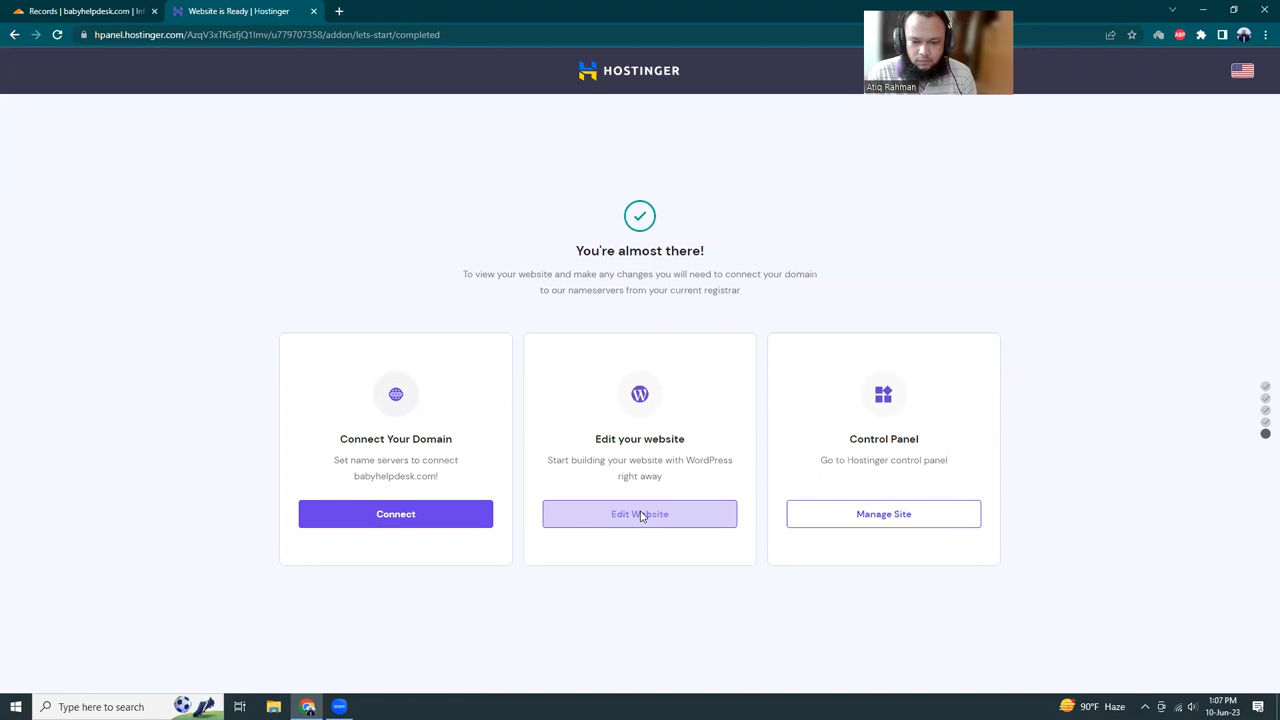 Records | babyhelpdesk.com | Inf
Website is Ready | Hostinger
hpanel.hostinger.com/AzqV3xTfGsfjQ1lmv/u779707358/addon/lets-start/completed
ABP
HOSTINGER
Atiq Rahman
You're almost there!
To view your website and make any changes you will need to connect your domain
to our nameservers from your current registrar
Connect Your Domain
Set name servers to connect
babyhelpdesk.com!
Connect
Edit your website
Start building your website with WordPress
right away
Edit Website
Control Panel
Go to Hostinger control panel
Manage Site
Type here to search
zoom
90°F Haze
1:07 PM
10-Jun-23